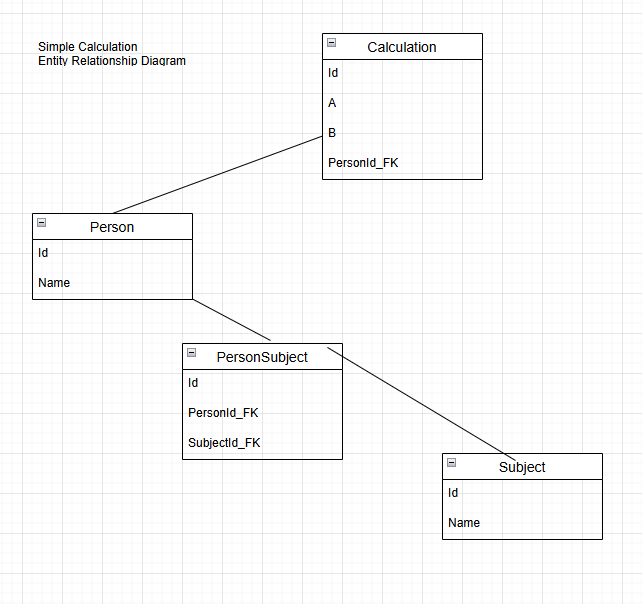 Simple Calculation
Entity Relationship Diagram
Calculation
Id
A
B
PersonId_FK
Person
Id
Name
PersonSubject
Id
PersonId_FK
SubjectId_FK
Subject
Id
Name